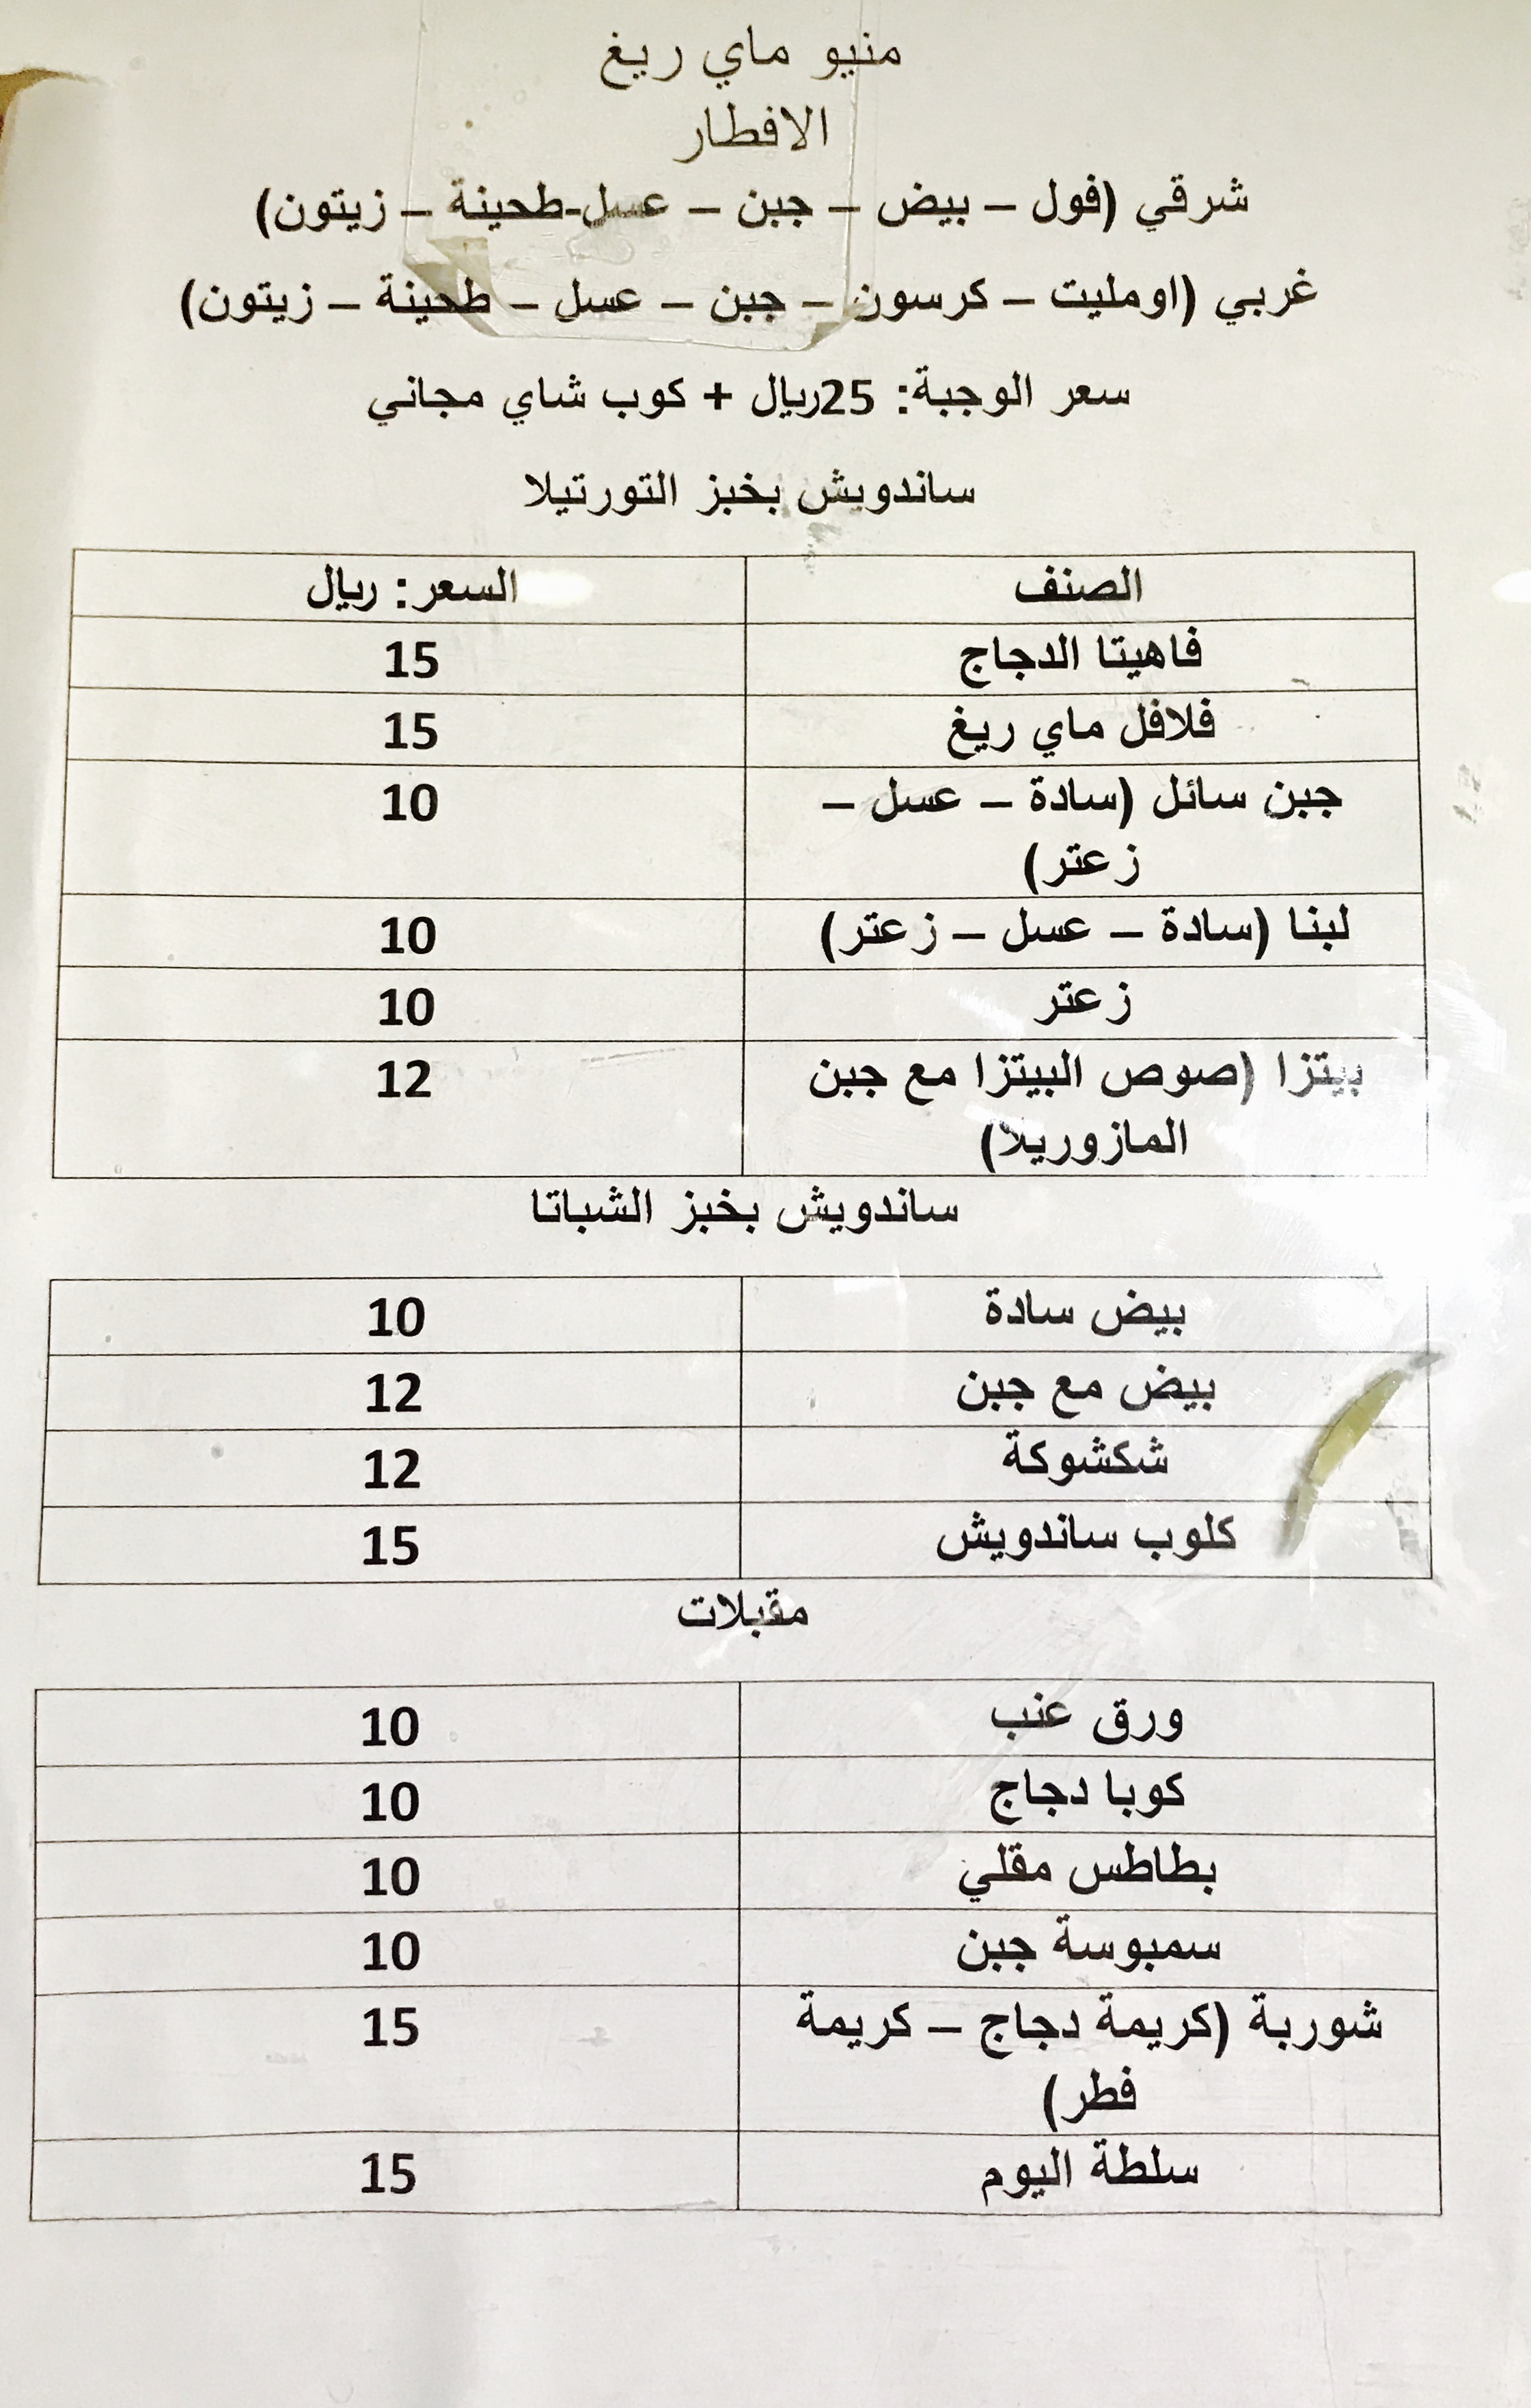 منيو ماي ريغ
الافطار
شرقي (فول – بيض – جبن – عسل-طحينة – زيتون)
غربي (اومليت – كرسون – جبن – عسل – طحينة – زيتون)
سعر الوجبة: 25ريال + كوب شاي مجاني
ساندويش بخبز التورتيلا
الصنف السعر: ريال
فاهيتا الدجاج 15
فلافل ماي ريغ 15
جبن سائل (سادة – عسل – 10
زعتر)
لبنا (سادة – عسل – زعتر) 10
زعتر 10
بيتزا (صوص البيتزا مع جبن 12
المازوريلا)
ساندويش بخبز الشباتا
بيض سادة 10
بيض مع جبن 12
شكشوكة 12
كلوب ساندويش 15
مقبلات
ورق عنب 10
كوبا دجاج 10
بطاطس مقلي 10
سمبوسة جبن 10
شوربة (كريمة دجاج – كريمة 15
فطر)
سلطة اليوم 15